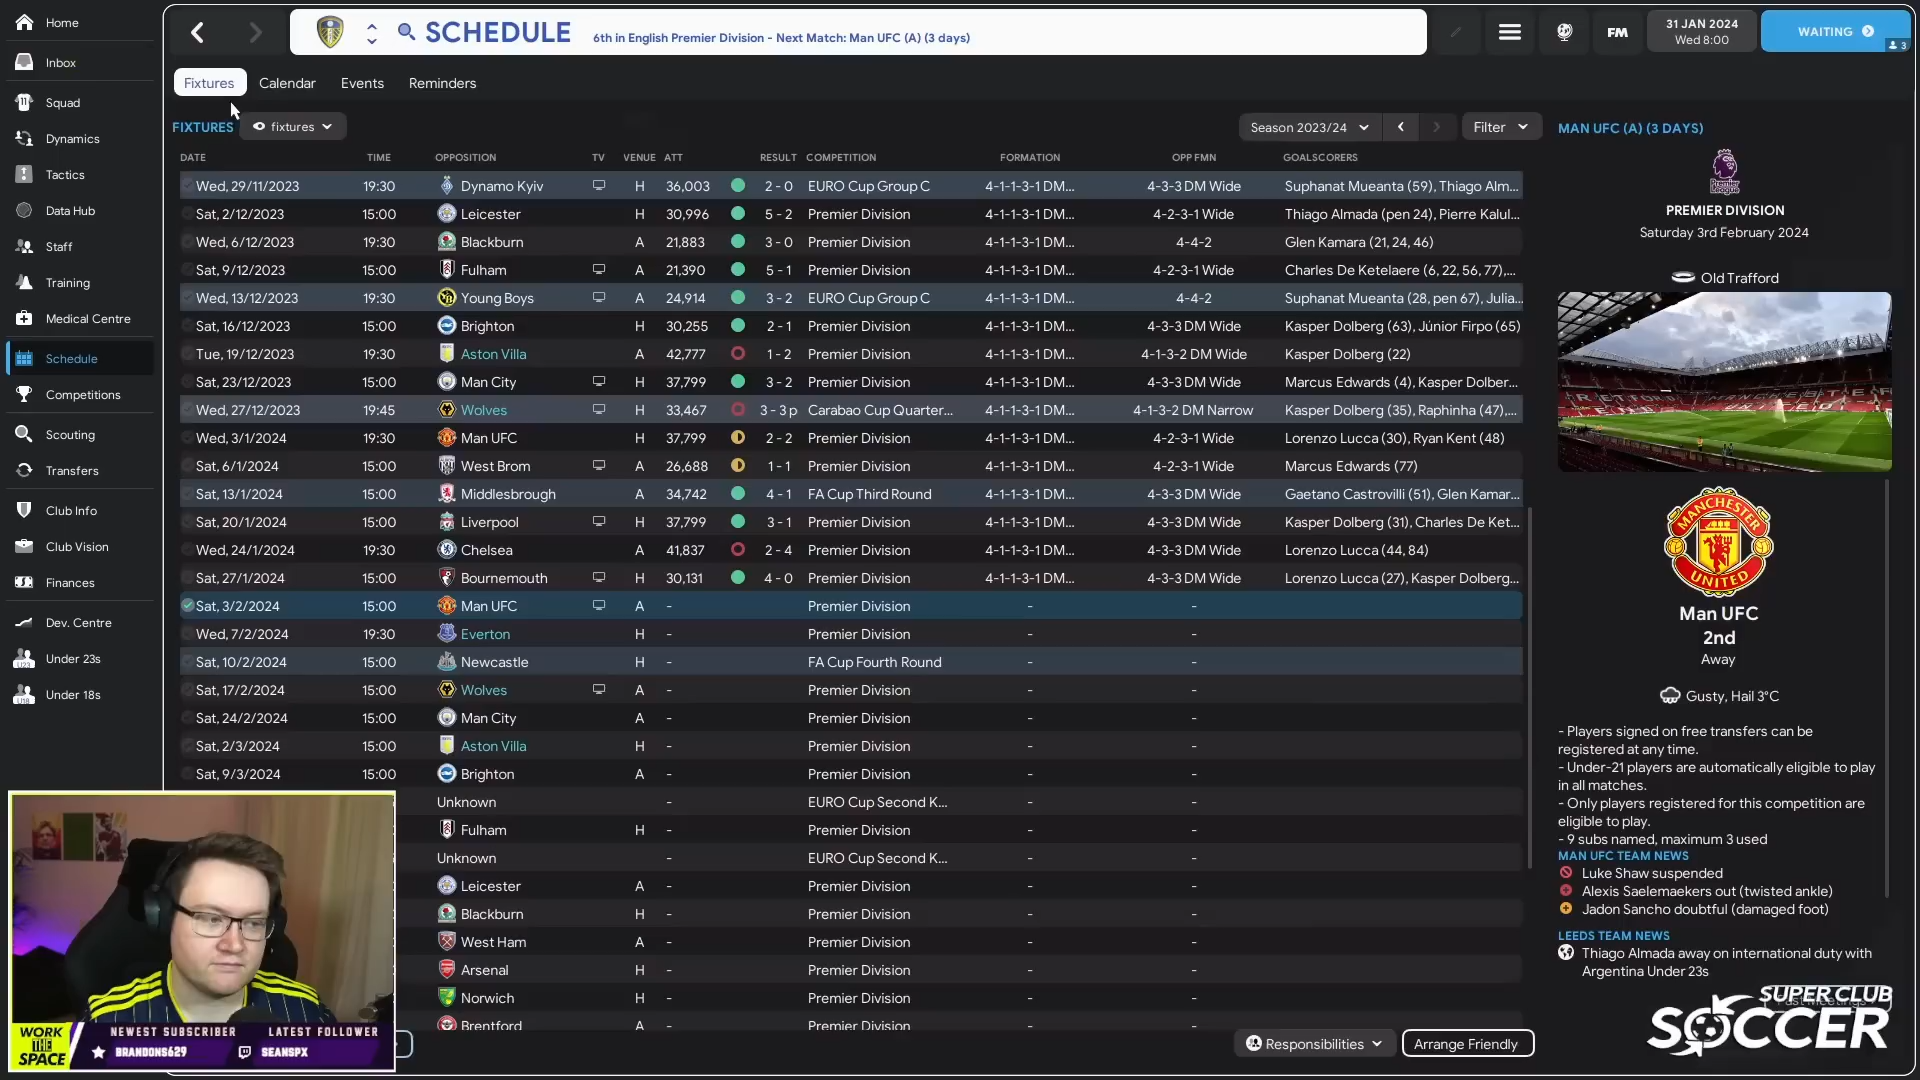 Home
Inbox
Squad
Dynamics
Tactics
Data Hub
Staff
Training
Medical Centre
Schedule
Competitions
Scouting
Transfers
Club Info
Club Vision
Finances
Dev. Centre
Under 23s
Under 18s
SCHEDULE
6th in English Premier Division - Next Match: Man UFC (A) (3 days)
FM
31 JAN 2024
Wed 8:00
WAITING
3
Fixtures Calendar Events Reminders
FIXTURES fixtures Season 2023/24 Filter
DATE TIME OPPOSITION TV VENUE ATT RESULT COMPETITION FORMATION OPP FMN GOALSCORERS
Wed, 29/11/2023 19:30 Dynamo Kyiv H 36,003 2 - 0 EURO Cup Group C 4-1-1-3-1 DM... 4-3-3 DM Wide Suphanat Mueanta (59), Thiago Alm...
Sat, 2/12/2023 15:00 Leicester H 30,996 5 - 2 Premier Division 4-1-1-3-1 DM... 4-2-3-1 Wide Thiago Almada (pen 24), Pierre Kalul...
Wed, 6/12/2023 19:30 Blackburn A 21,883 3 - 0 Premier Division 4-1-1-3-1 DM... 4-4-2 Glen Kamara (21, 24, 46)
Sat, 9/12/2023 15:00 Fulham A 21,390 5 - 1 Premier Division 4-1-1-3-1 DM... 4-2-3-1 Wide Charles De Ketelaere (6, 22, 56, 77),...
Wed, 13/12/2023 19:30 Young Boys A 24,914 3 - 2 EURO Cup Group C 4-1-1-3-1 DM... 4-4-2 Suphanat Mueanta (28, pen 67), Julia...
Sat, 16/12/2023 15:00 Brighton H 30,255 2 - 1 Premier Division 4-1-1-3-1 DM... 4-3-3 DM Wide Kasper Dolberg (63), Júnior Firpo (65)
Tue, 19/12/2023 19:30 Aston Villa A 42,777 1 - 2 Premier Division 4-1-1-3-1 DM... 4-1-3-2 DM Wide Kasper Dolberg (22)
Sat, 23/12/2023 15:00 Man City H 37,799 3 - 2 Premier Division 4-1-1-3-1 DM... 4-3-3 DM Wide Marcus Edwards (4), Kasper Dolber...
Wed, 27/12/2023 19:45 Wolves H 33,467 3 - 3 p Carabao Cup Quarter... 4-1-1-3-1 DM... 4-1-3-2 DM Narrow Kasper Dolberg (35), Raphinha (47),...
Wed, 3/1/2024 19:30 Man UFC H 37,799 2 - 2 Premier Division 4-1-1-3-1 DM... 4-2-3-1 Wide Lorenzo Lucca (30), Ryan Kent (48)
Sat, 6/1/2024 15:00 West Brom A 26,688 1 - 1 Premier Division 4-1-1-3-1 DM... 4-2-3-1 Wide Marcus Edwards (77)
Sat, 13/1/2024 15:00 Middlesbrough A 34,742 4 - 1 FA Cup Third Round 4-1-1-3-1 DM... 4-3-3 DM Wide Gaetano Castrovilli (51), Glen Kamar...
Sat, 20/1/2024 15:00 Liverpool H 37,799 3 - 1 Premier Division 4-1-1-3-1 DM... 4-3-3 DM Wide Kasper Dolberg (31), Charles De Ket...
Wed, 24/1/2024 19:30 Chelsea A 41,837 2 - 4 Premier Division 4-1-1-3-1 DM... 4-3-3 DM Wide Lorenzo Lucca (44, 84)
Sat, 27/1/2024 15:00 Bournemouth H 30,131 4 - 0 Premier Division 4-1-1-3-1 DM... 4-3-3 DM Wide Lorenzo Lucca (27), Kasper Dolberg...
Sat, 3/2/2024 15:00 Man UFC A - Premier Division - -
Wed, 7/2/2024 19:30 Everton H - Premier Division - -
Sat, 10/2/2024 15:00 Newcastle H - FA Cup Fourth Round - -
Sat, 17/2/2024 15:00 Wolves A - Premier Division - -
Sat, 24/2/2024 15:00 Man City A - Premier Division - -
Sat, 2/3/2024 15:00 Aston Villa H - Premier Division - -
Sat, 9/3/2024 15:00 Brighton A - Premier Division - -
Unknown - EURO Cup Second K... - -
Fulham H - Premier Division - -
Unknown - EURO Cup Second K... - -
Leicester A - Premier Division - -
Blackburn H - Premier Division - -
West Ham A - Premier Division - -
Arsenal H - Premier Division - -
Norwich H - Premier Division - -
Brentford A - Premier Division - -
Responsibilities Arrange Friendly
MAN UFC (A) (3 DAYS)
Premier League
PREMIER DIVISION
Saturday 3rd February 2024
Old Trafford
MANCHESTER
UNITED
Man UFC
2nd
Away
Gusty, Hail 3°C
- Players signed on free transfers can be
registered at any time.
- Under-21 players are automatically eligible to play
in all matches.
- Only players registered for this competition are
eligible to play.
- 9 subs named, maximum 3 used
MAN UFC TEAM NEWS
Luke Shaw suspended
Alexis Saelemaekers out (twisted ankle)
Jadon Sancho doubtful (damaged foot)
LEEDS TEAM NEWS
Thiago Almada away on international duty with
Argentina Under 23s
SUPER CLUB
SOCCER
WORK
THE
SPACE
NEWEST SUBSCRIBER LATEST FOLLOWER
BRANDONS629 SEANSPX